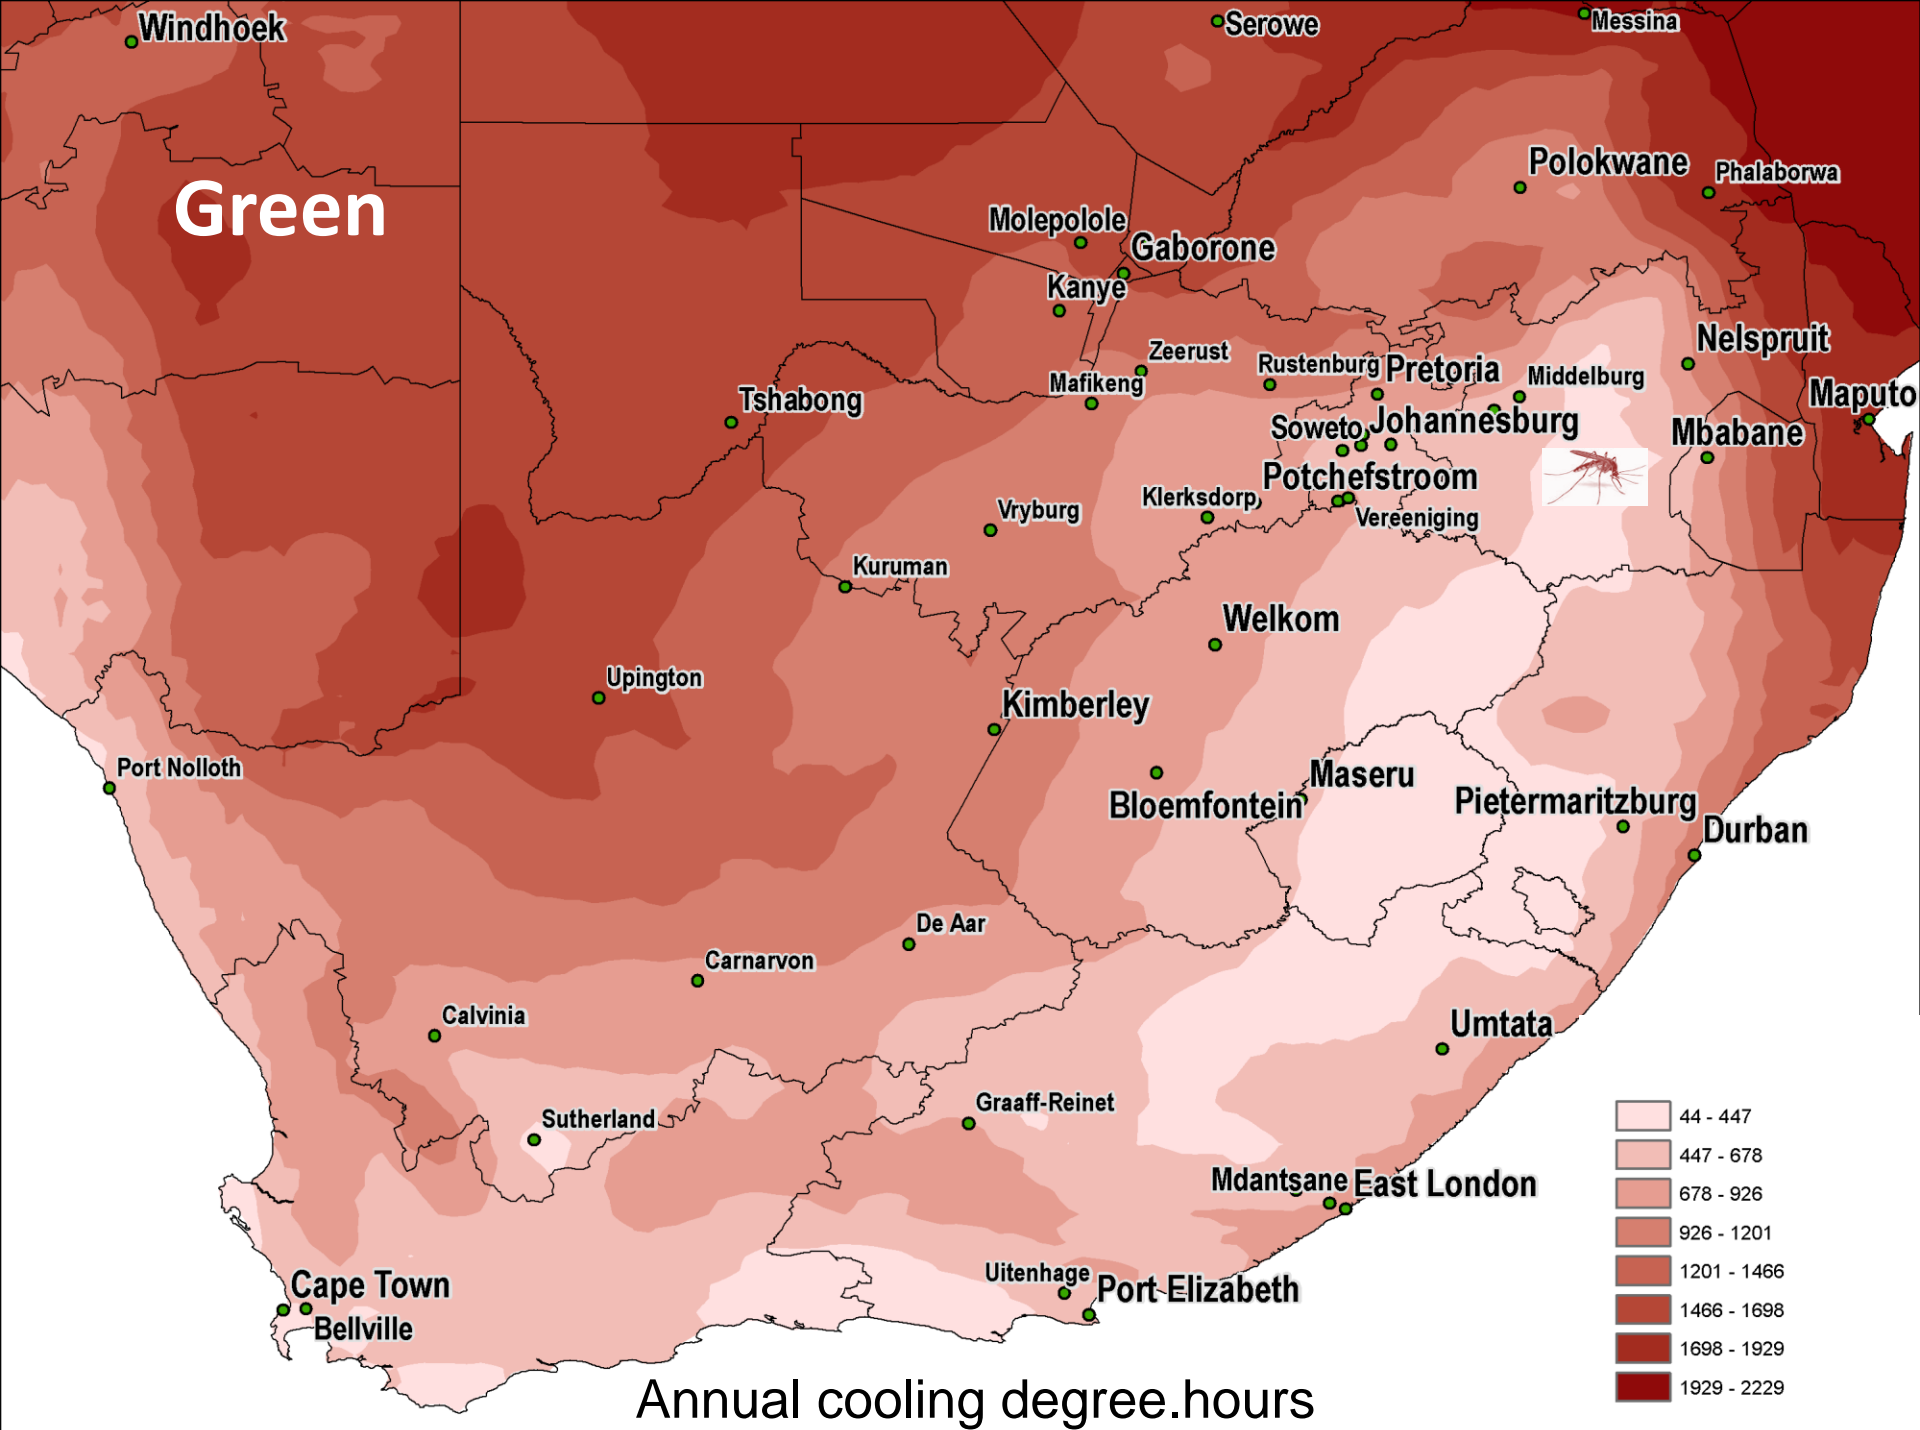 Windhoek
Serowe
Messina
Green
Polokwane
Phalaborwa
Molepolole
Gaborone
Kanye
Nelspruit
Zeerust
Rustenburg
Pretoria
Middelburg
Mafikeng
Maputo
Tshabong
Soweto
Johannesburg
Mbabane
Potchefstroom
Klerksdorp
Vryburg
Vereeniging
Kuruman
Welkom
Upington
Kimberley
Port Nolloth
Maseru
Bloemfontein
Pietermaritzburg
Durban
De Aar
Carnarvon
Calvinia
Umtata
Graaff-Reinet
Sutherland
Mdantsane
East London
Uitenhage
Port Elizabeth
Cape Town
Bellville
44 - 447
447 - 678
678 - 926
926 - 1201
1201 - 1466
1466 - 1698
1698 - 1929
1929 - 2229
Annual cooling degree.hours